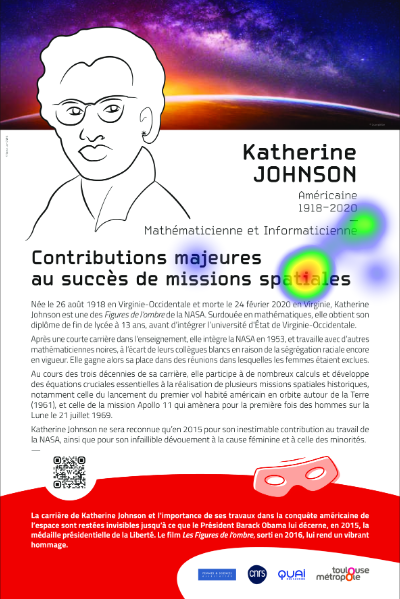 Katherine
JOHNSON
Américaine
1918-2020
Mathématicienne et Informaticienne
Contributions majeures
au succès de missions spatiales
Née le 26 août 1918 en Virginie-Occidentale et morte le 24 février 2020 en Virginie, Katherine
Johnson est une des Figures de l'ombre de la NASA. Surdouée en mathématiques, elle obtient son
diplôme de fin de lycée à 13 ans, avant d'intégrer l'université d'État de Virginie-Occidentale.
Après une courte carrière dans l'enseignement, elle intègre la NASA en 1953, et travaille avec d'autres
mathématiciennes noires, à l'écart de leurs collègues blancs en raison de la ségrégation raciale encore
en vigueur. Elle gagne alors sa place dans des réunions dans lesquelles les femmes étaient exclues.
Au cours des trois décennies de sa carrière, elle participe à de nombreux calculs et développe
des équations cruciales essentielles à la réalisation de plusieurs missions spatiales historiques,
notamment celle du lancement du premier vol habité américain en orbite autour de la Terre
(1961), et celle de la mission Apollo 11 qui amènera pour la première fois des hommes sur la
Lune le 21 juillet 1969.
Katherine Johnson ne sera reconnue qu'en 2015 pour son inestimable contribution au travail de
la NASA, ainsi que pour son infaillible dévouement à la cause féminine et à celle des minorités.
La carrière de Katherine Johnson et l'importance de ses travaux dans la conquête américaine de
l'espace sont restées invisibles jusqu'à ce que le Président Barack Obama lui décerne, en 2015, la
médaille présidentielle de la Liberté. Le film Les Figures de l'ombre, sorti en 2016, lui rend un vibrant
hommage.
cnrs
QUAI
toulouse
métropole